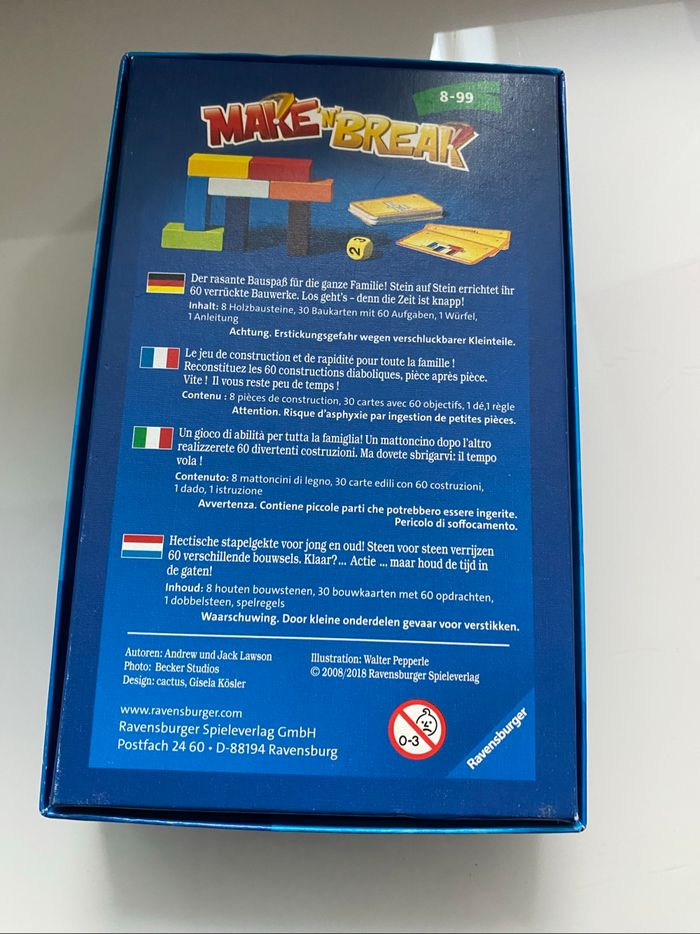 8-99
MAKE 'N' BREAK
2 3
Der rasante Bauspaß für die ganze Familie! Stein auf Stein errichtet ihr
60 verrückte Bauwerke. Los geht's – denn die Zeit ist knapp!
Inhalt: 8 Holzbausteine, 30 Baukarten mit 60 Aufgaben, 1 Würfel,
1 Anleitung
Achtung. Erstickungsgefahr wegen verschluckbarer Kleinteile.
Le jeu de construction et de rapidité pour toute la famille !
Reconstituez les 60 constructions diaboliques, pièce après pièce.
Vite ! Il vous reste peu de temps !
Contenu : 8 pièces de construction, 30 cartes avec 60 objectifs, 1 dé,1 règle
Attention. Risque d'asphyxie par ingestion de petites pièces.
Un gioco di abilità per tutta la famiglia! Un mattoncino dopo l'altro
realizzerete 60 divertenti costruzioni. Ma dovete sbrigarvi: il tempo
vola !
Contenuto: 8 mattoncini di legno, 30 carte edili con 60 costruzioni,
1 dado, 1 istruzione
Avvertenza. Contiene piccole parti che potrebbero essere ingerite.
Pericolo di soffocamento.
Hectische stapelgekte voor jong en oud! Steen voor steen verrijzen
60 verschillende bouwsels. Klaar?... Actie ... maar houd de tijd in
de gaten!
Inhoud: 8 houten bouwstenen, 30 bouwkaarten met 60 opdrachten,
1 dobbelsteen, spelregels
Waarschuwing. Door kleine onderdelen gevaar voor verstikken.
Autoren: Andrew und Jack Lawson
Photo: Becker Studios
Design: cactus, Gisela Kösler
Illustration: Walter Pepperle
© 2008/2018 Ravensburger Spieleverlag
www.ravensburger.com
Ravensburger Spieleverlag GmbH
Postfach 24 60 • D-88194 Ravensburg
0-3
Ravensburger